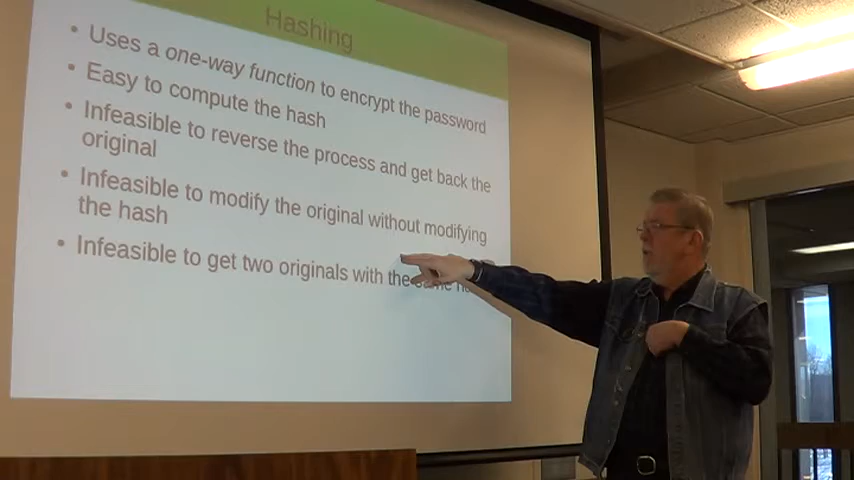 Hashing
• Uses a one-way function to encrypt the password
• Easy to compute the hash
• Infeasible to reverse the process and get back the
original
• Infeasible to modify the original without modifying
the hash
• Infeasible to get two originals with the same